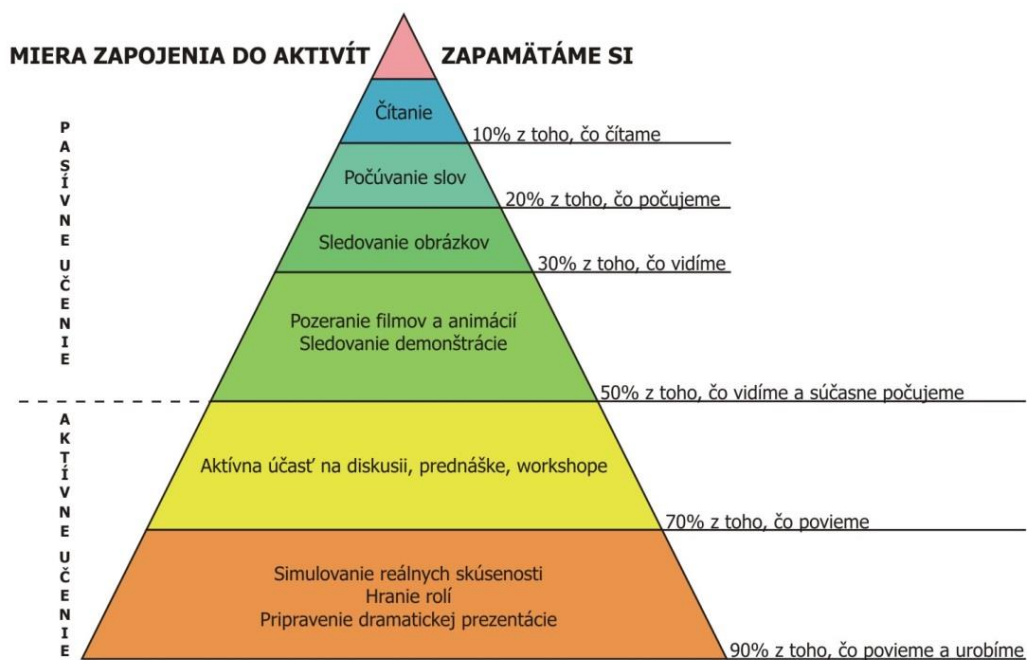 MIERA ZAPOJENIA DO AKTIVÍT
ZAPAMÄTÁME SI
PASÍVNE UČENIE
Čítanie
10% z toho, čo čítame
Počúvanie slov
20% z toho, čo počujeme
Sledovanie obrázkov
30% z toho, čo vidíme
Pozeranie filmov a animácií
Sledovanie demonštrácie
50% z toho, čo vidíme a súčasne počujeme
AKTÍVNE UČENIE
Aktívna účasť na diskusii, prednáške, workshope
70% z toho, čo povieme
Simulovanie reálnych skúsenosti
Hranie rolí
Pripravenie dramatickej prezentácie
90% z toho, čo povieme a urobíme